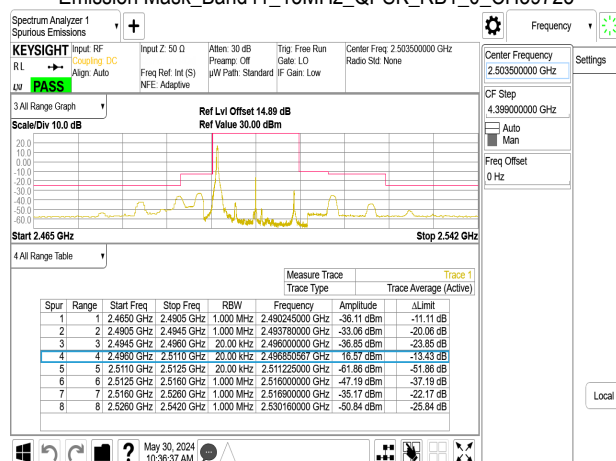 Emission Mask_Band41_15MHz_QPSK_RB1_0_CH39725
Spectrum Analyzer 1
Spurious Emissions
Frequency
KEYSIGHT
Input: RF
Input Z: 50 Ω
Atten: 30 dB
Trig: Free Run
Center Freq: 2.503500000 GHz
R L
Coupling: DC
Preamp: Off
Gate: LO
Radio Std: None
Align: Auto
Freq Ref: Int (S)
µW Path: Standard
IF Gain: Low
NFE: Adaptive
PASS
Center Frequency
2.503500000 GHz
Settings
CF Step
4.399000000 GHz
Auto
Man
Freq Offset
0 Hz
3 All Range Graph
Ref Lvl Offset 14.89 dB
Scale/Div 10.0 dB
Ref Value 30.00 dBm
20.0
10.0
0.00
-10.0
-20.0
-30.0
-40.0
-50.0
-60.0
Start 2.465 GHz
Stop 2.542 GHz
4 All Range Table
Measure Trace Trace 1
Trace Type Trace Average (Active)
Spur Range Start Freq Stop Freq RBW Frequency Amplitude ΔLimit
1 1 2.4650 GHz 2.4905 GHz 1.000 MHz 2.490245000 GHz -36.11 dBm -11.11 dB
2 2 2.4905 GHz 2.4945 GHz 1.000 MHz 2.493780000 GHz -33.06 dBm -20.06 dB
3 3 2.4945 GHz 2.4960 GHz 20.00 kHz 2.496000000 GHz -36.85 dBm -23.85 dB
4 4 2.4960 GHz 2.5110 GHz 20.00 kHz 2.496850567 GHz 16.57 dBm -13.43 dB
5 5 2.5110 GHz 2.5125 GHz 20.00 kHz 2.511225000 GHz -61.86 dBm -51.86 dB
6 6 2.5125 GHz 2.5160 GHz 1.000 MHz 2.516000000 GHz -47.19 dBm -37.19 dB
7 7 2.5160 GHz 2.5260 GHz 1.000 MHz 2.516900000 GHz -35.17 dBm -22.17 dB
8 8 2.5260 GHz 2.5420 GHz 1.000 MHz 2.530160000 GHz -50.84 dBm -25.84 dB
Local
May 30, 2024
10:36:37 AM